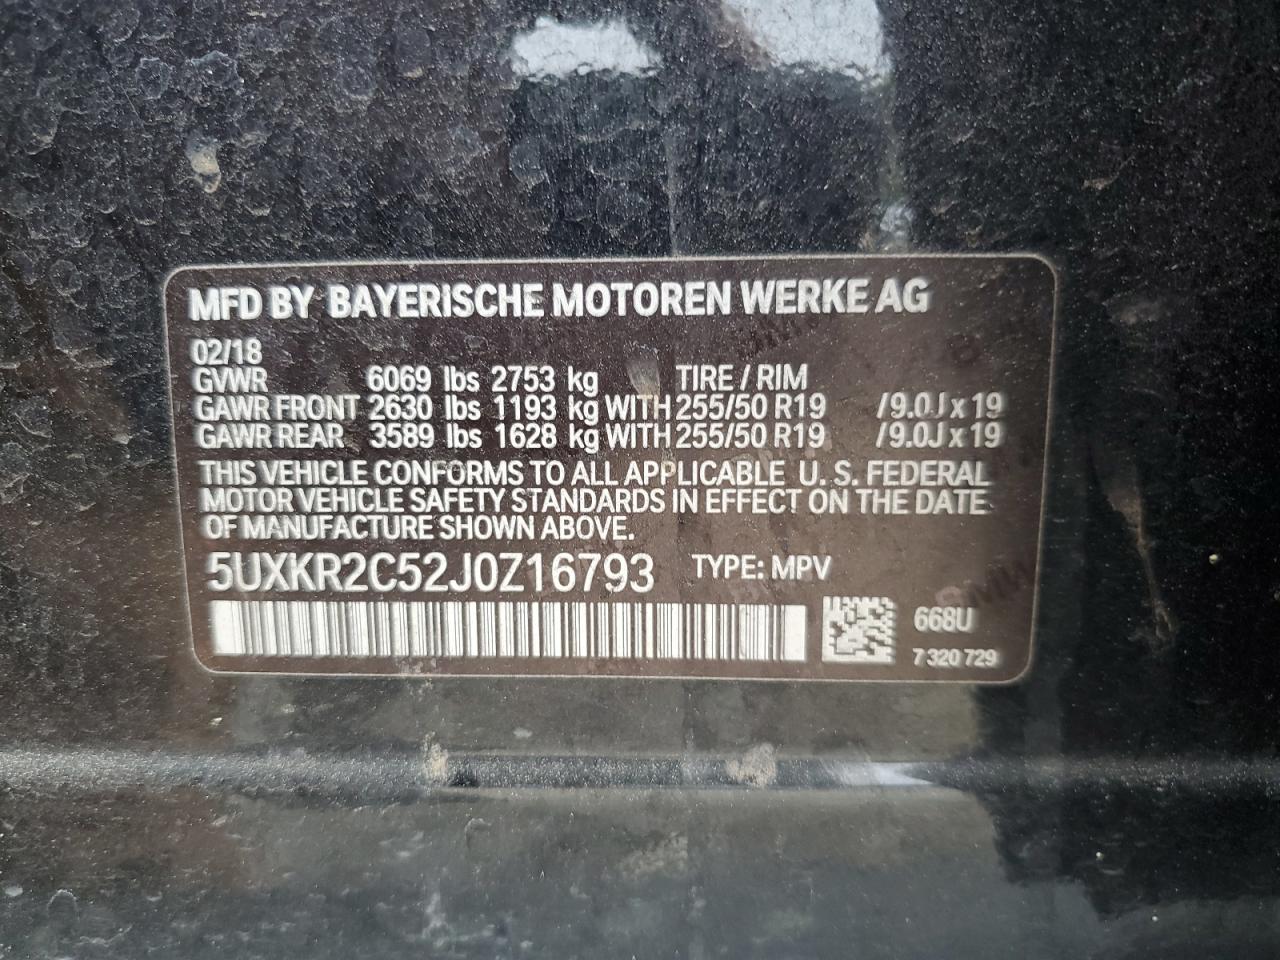 MFD BY BAYERISCHE MOTOREN WERKE AG
02/18
GVWR 6069 lbs 2753 kg TIRE / RIM
GAWR FRONT 2630 lbs 1193 kg WITH 255/50 R19 /9.0J x 19
GAWR REAR 3589 lbs 1628 kg WITH 255/50 R19 /9.0J x 19
THIS VEHICLE CONFORMS TO ALL APPLICABLE U. S. FEDERAL
MOTOR VEHICLE SAFETY STANDARDS IN EFFECT ON THE DATE
OF MANUFACTURE SHOWN ABOVE.
5UXKR2C52J0Z16793 TYPE: MPV
668U
7 320 729